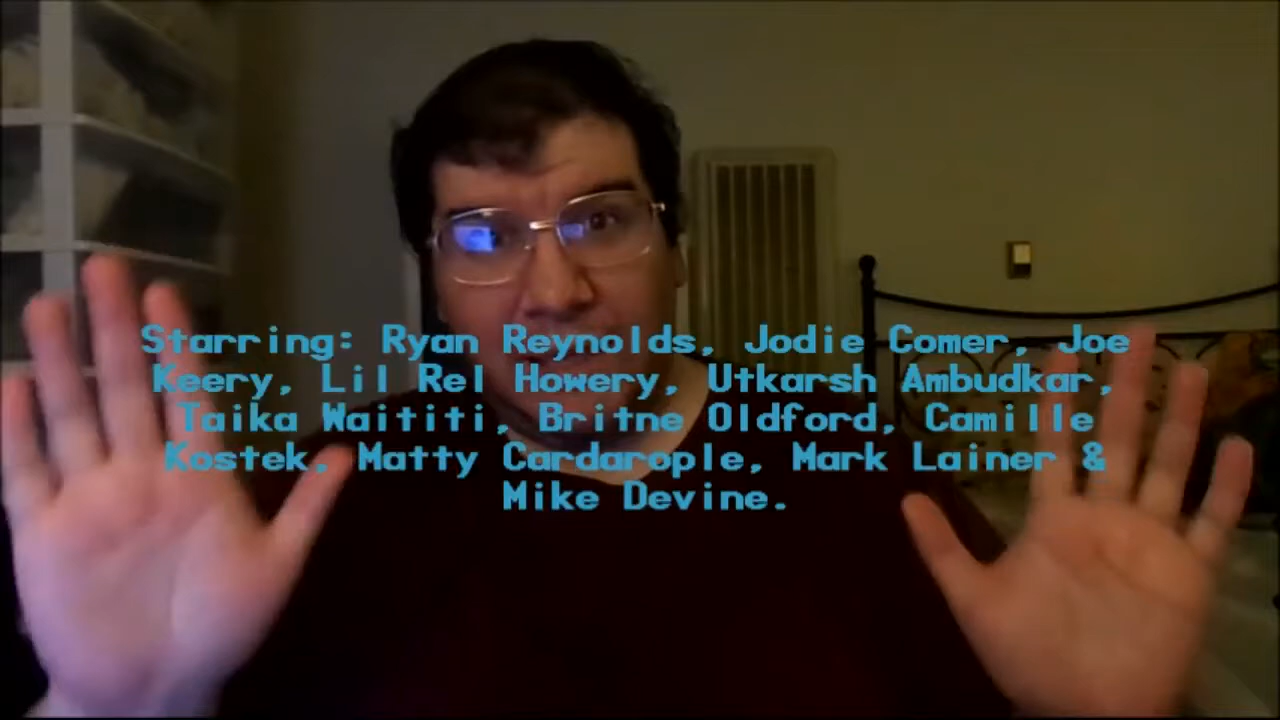 Starring: Ryan Reynolds, Jodie Comer, Joe
Keery, Lil Rel Howery, Utkarsh Ambudkar,
Taika Waititi, Britne Oldford, Camille
Kostek, Matty Cardarople, Mark Lainer &
Mike Devine.